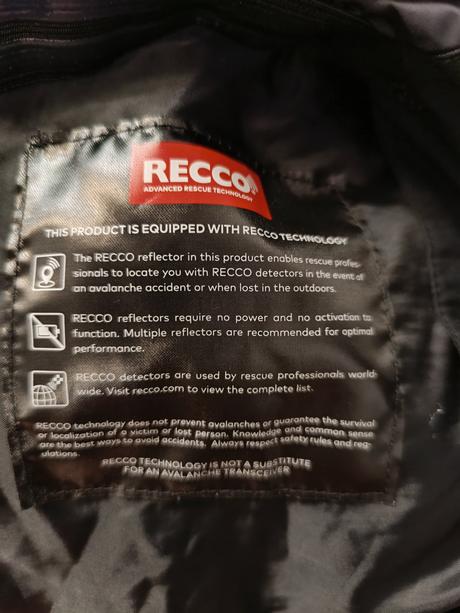 RECCO®
ADVANCED RESCUE TECHNOLOGY
THIS PRODUCT IS EQUIPPED WITH RECCO TECHNOLOGY
The RECCO reflector in this product enables rescue profes-
sionals to locate you with RECCO detectors in the event of
an avalanche accident or when lost in the outdoors.
RECCO reflectors require no power and no activation to
function. Multiple reflectors are recommended for optimal
performance.
RECCO detectors are used by rescue professionals world-
wide. Visit recco.com to view the complete list.
RECCO technology does not prevent avalanches or guarantee the survival
or localization of a victim or lost person. Knowledge and common sense
are the best ways to avoid accidents. Always respect safety rules and reg-
ulations.
RECCO TECHNOLOGY IS NOT A SUBSTITUTE
FOR AN AVALANCHE TRANSCEIVER